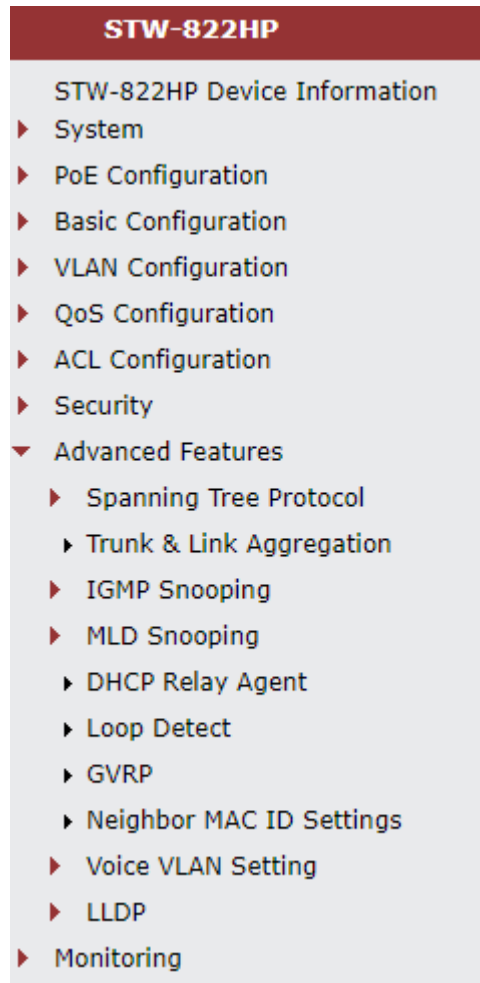 STW-822HP
STW-822HP Device Information
System
PoE Configuration
Basic Configuration
VLAN Configuration
QoS Configuration
ACL Configuration
Security
Advanced Features
Spanning Tree Protocol
Trunk & Link Aggregation
IGMP Snooping
MLD Snooping
DHCP Relay Agent
Loop Detect
GVRP
Neighbor MAC ID Settings
Voice VLAN Setting
LLDP
Monitoring